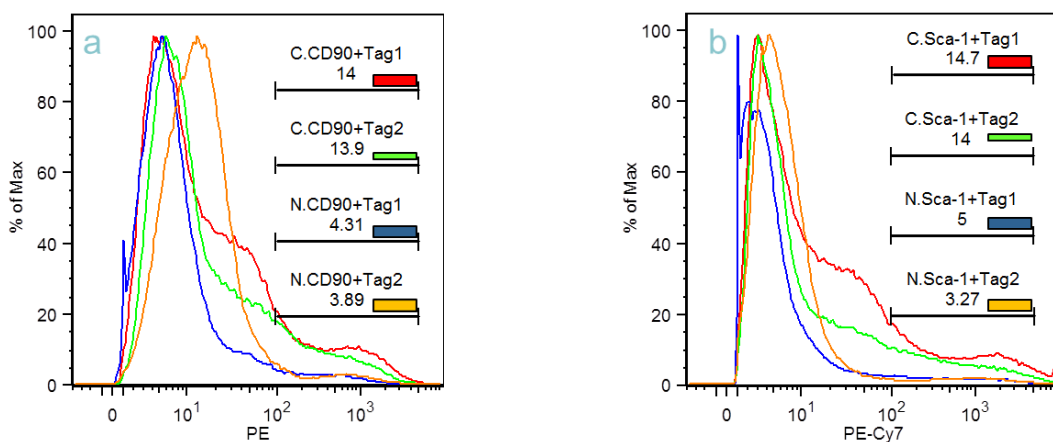 a
% of Max
100
80
60
40
20
0
0 10¹ 10² 10³
PE
C.CD90+Tag1
14
C.CD90+Tag2
13.9
N.CD90+Tag1
4.31
N.CD90+Tag2
3.89
b
% of Max
100
80
60
40
20
0
0 10¹ 10² 10³
PE-Cy7
C.Sca-1+Tag1
14.7
C.Sca-1+Tag2
14
N.Sca-1+Tag1
5
N.Sca-1+Tag2
3.27